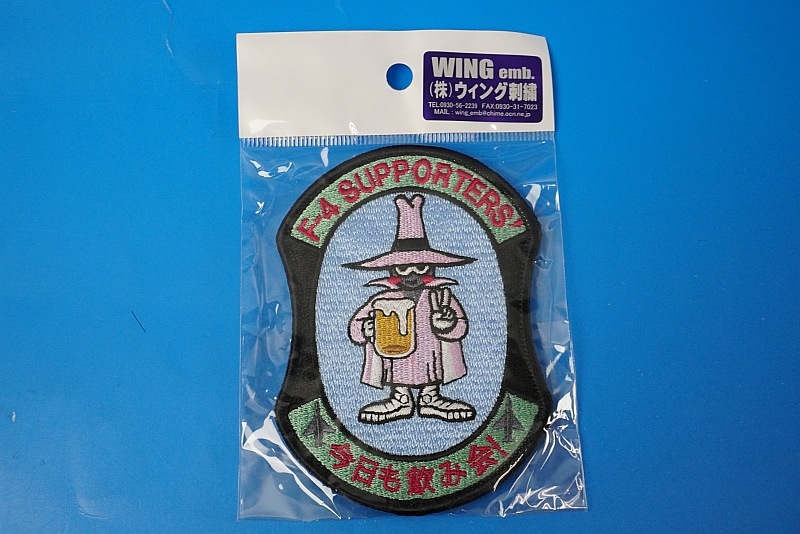 WING emb.
(株)ウィング刺繍
TEL:0930-56-2239 FAX:0930-31-7023
MAIL : wing_emb@chime.ocn.ne.jp
F-4 SUPPORTERS'
今日も飲み会!